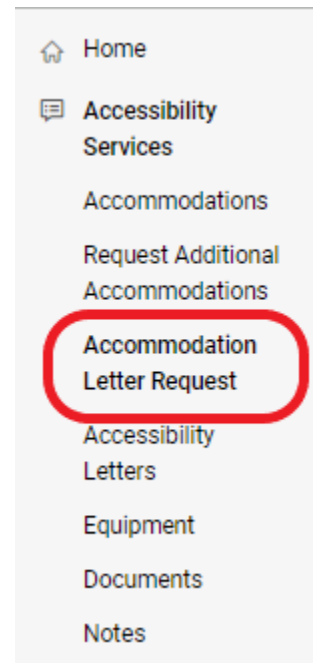 Home
Accessibility
Services
Accommodations
Request Additional
Accommodations
Accommodation
Letter Request
Accessibility
Letters
Equipment
Documents
Notes